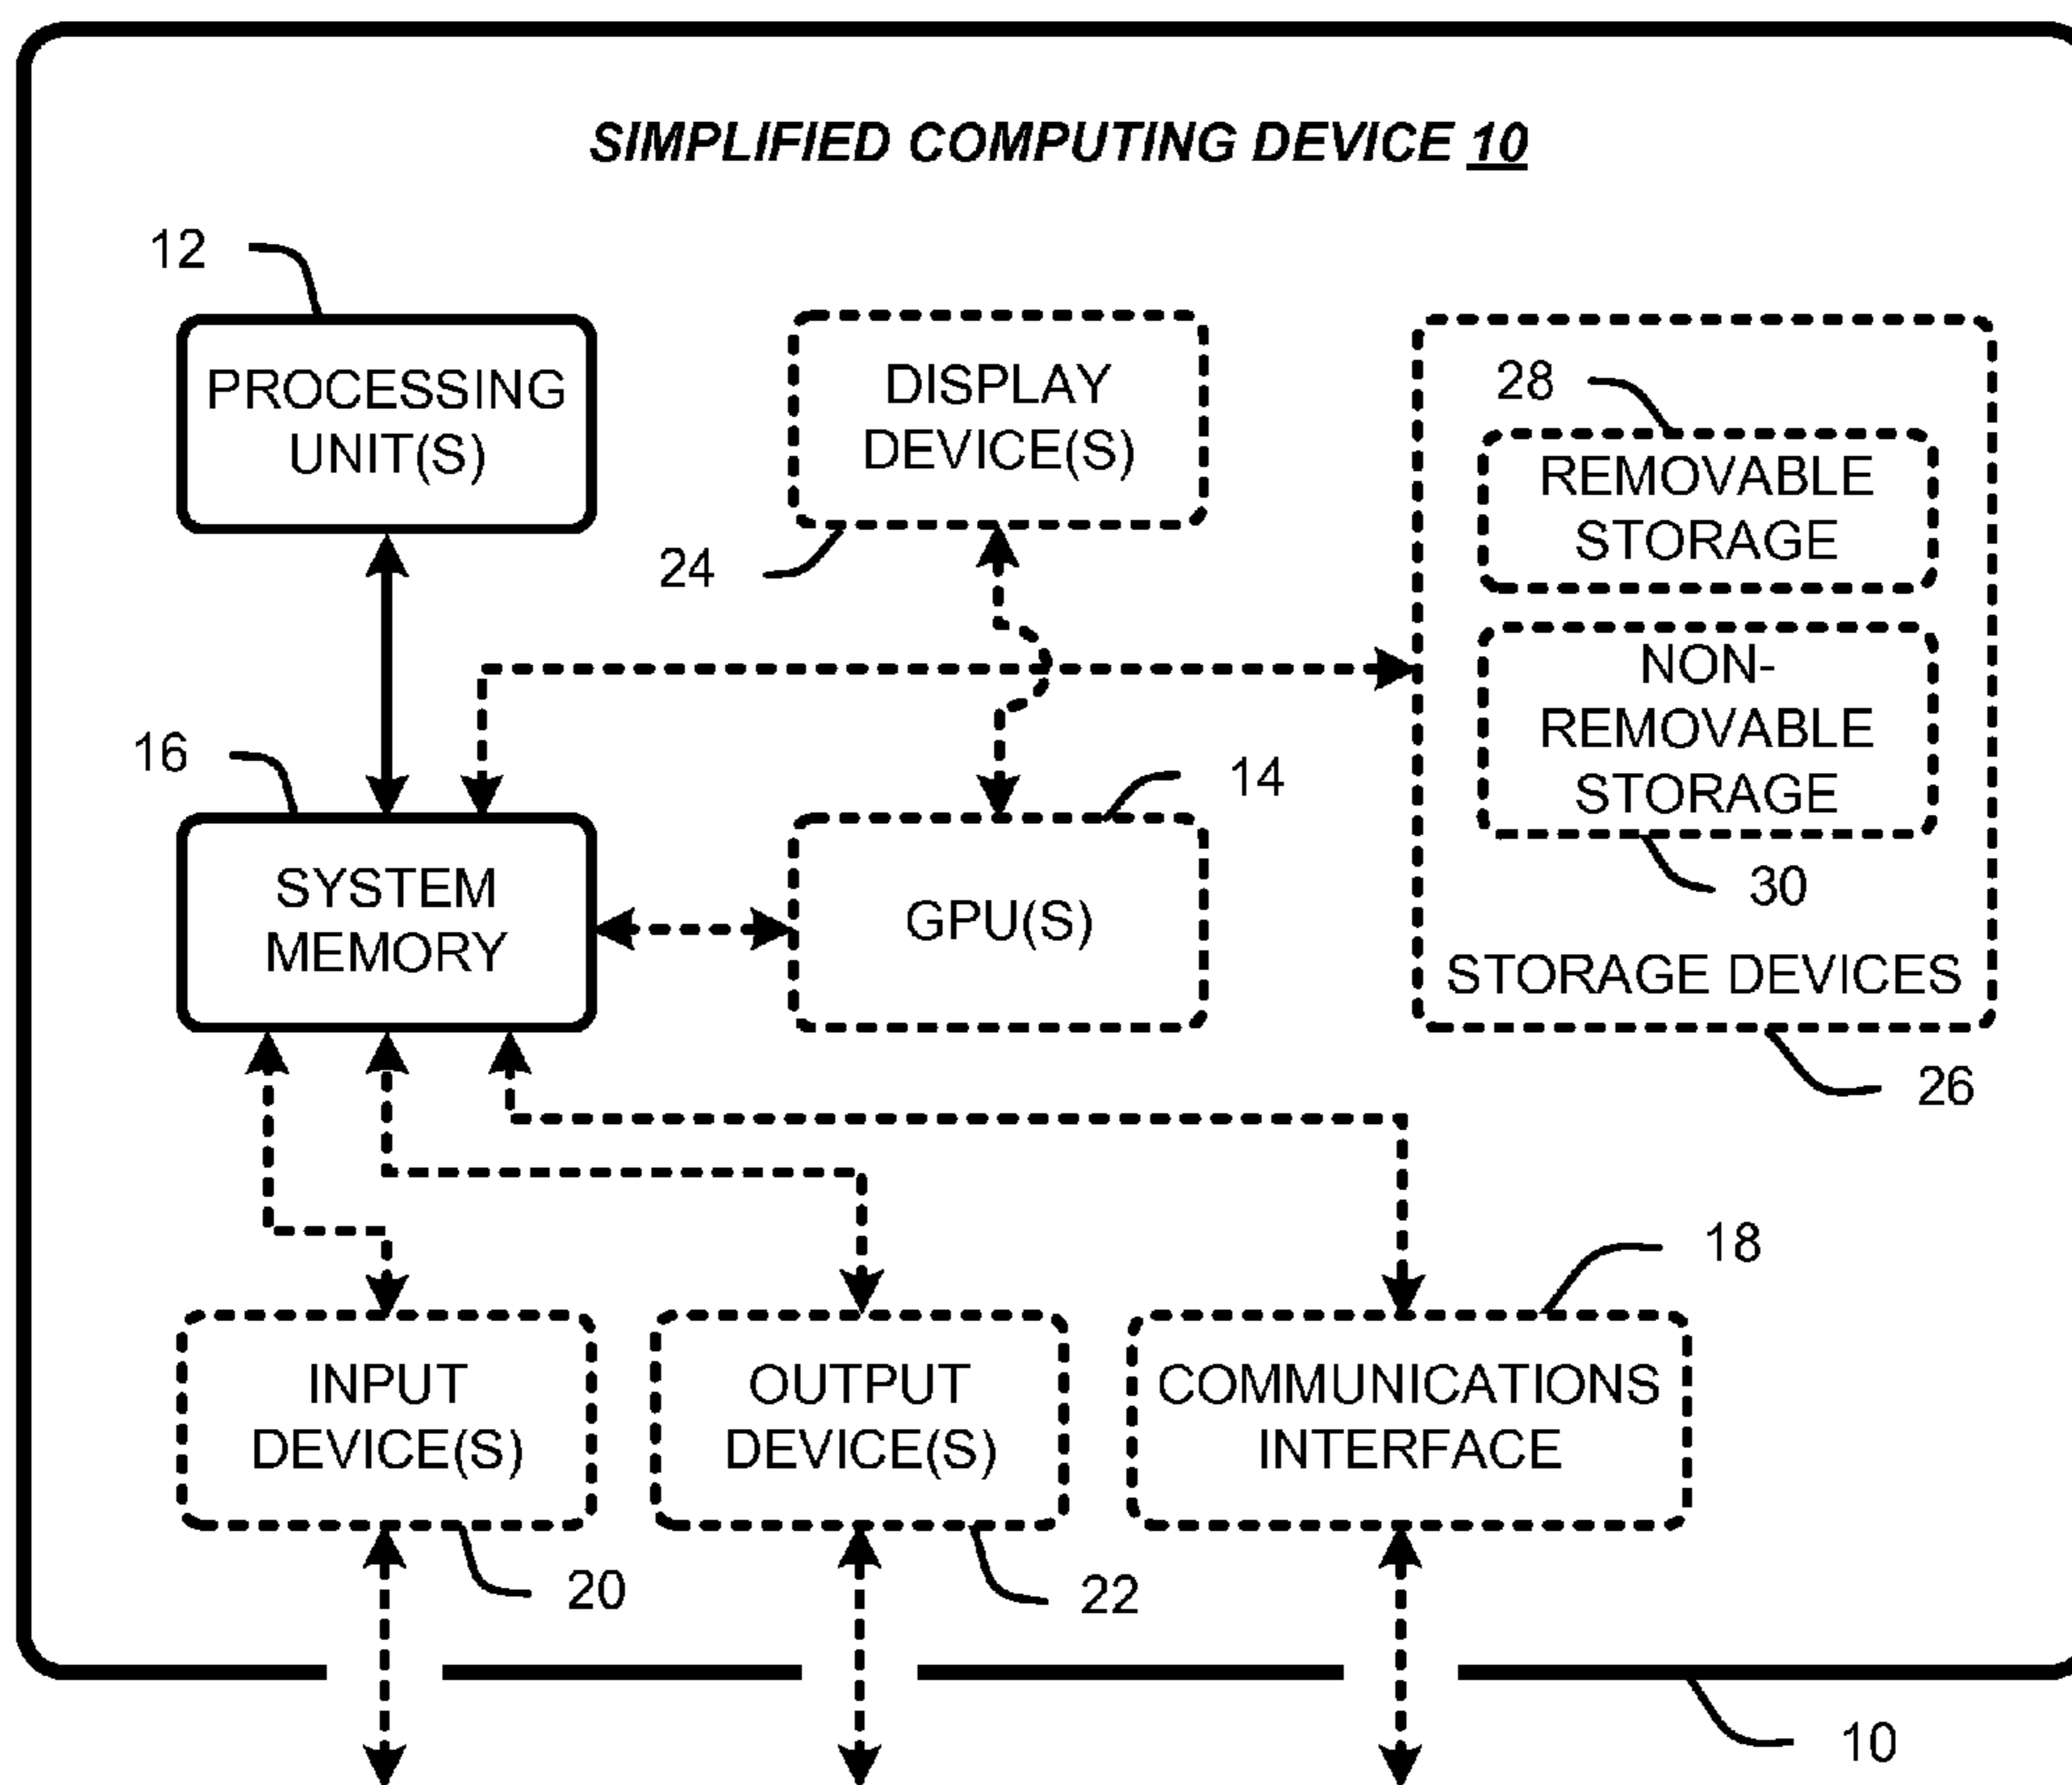 SIMPLIFIED COMPUTING DEVICE 10
12
PROCESSING
UNIT(S)
DISPLAY
DEVICE(S)
24
28
REMOVABLE
STORAGE
NON-
REMOVABLE
STORAGE
30
STORAGE DEVICES
26
16
SYSTEM
MEMORY
14
GPU(S)
18
INPUT
DEVICE(S)
20
OUTPUT
DEVICE(S)
22
COMMUNICATIONS
INTERFACE
10